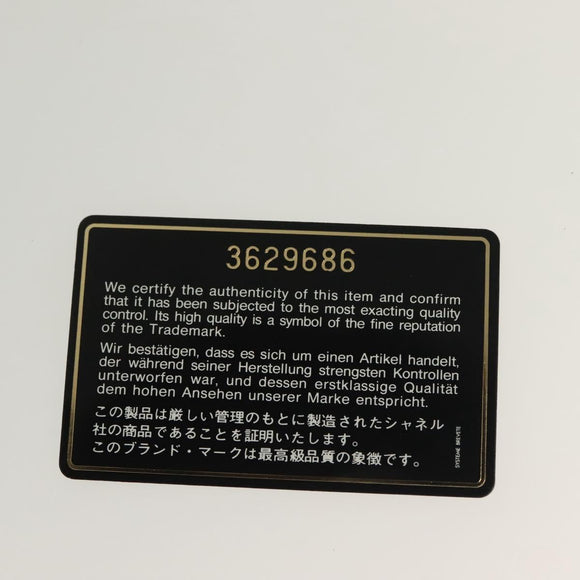 3629686
We certify the authenticity of this item and confirm
that it has been subjected to the most exacting quality
control. Its high quality is a symbol of the fine reputation
of the Trademark.
Wir bestätigen, dass es sich um einen Artikel handelt,
der während seiner Herstellung strengsten Kontrollen
unterworfen war, und dessen erstklassige Qualität
dem hohen Ansehen unserer Marke entspricht.
この製品は厳しい管理のもとに製造されたシャネル
社の商品であることを証明いたします。
このブランド・マークは最高級品質の象徴です。
SYSTEME BREVETE